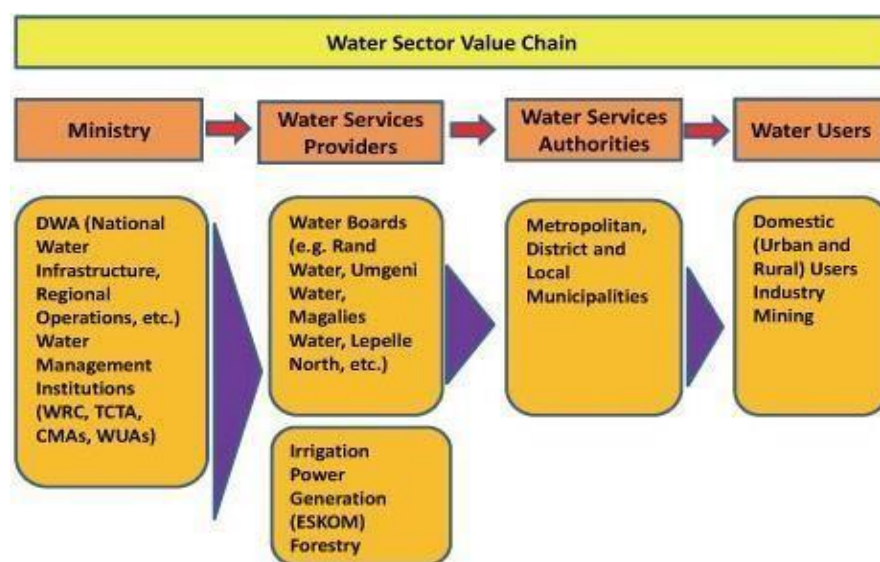 Water Sector Value Chain
Ministry
Water Services
Providers
Water Services
Authorities
Water Users
DWA (National
Water
Infrastructure,
Regional
Operations, etc.)
Water
Management
Institutions
(WRC, TCTA,
CMAs, WUAs)
Water Boards
(e.g. Rand
Water, Umgeni
Water,
Magalies
Water, Lepelle
North, etc.)
Irrigation
Power
Generation
(ESKOM)
Forestry
Metropolitan,
District and
Local
Municipalities
Domestic
(Urban and
Rural) Users
Industry
Mining